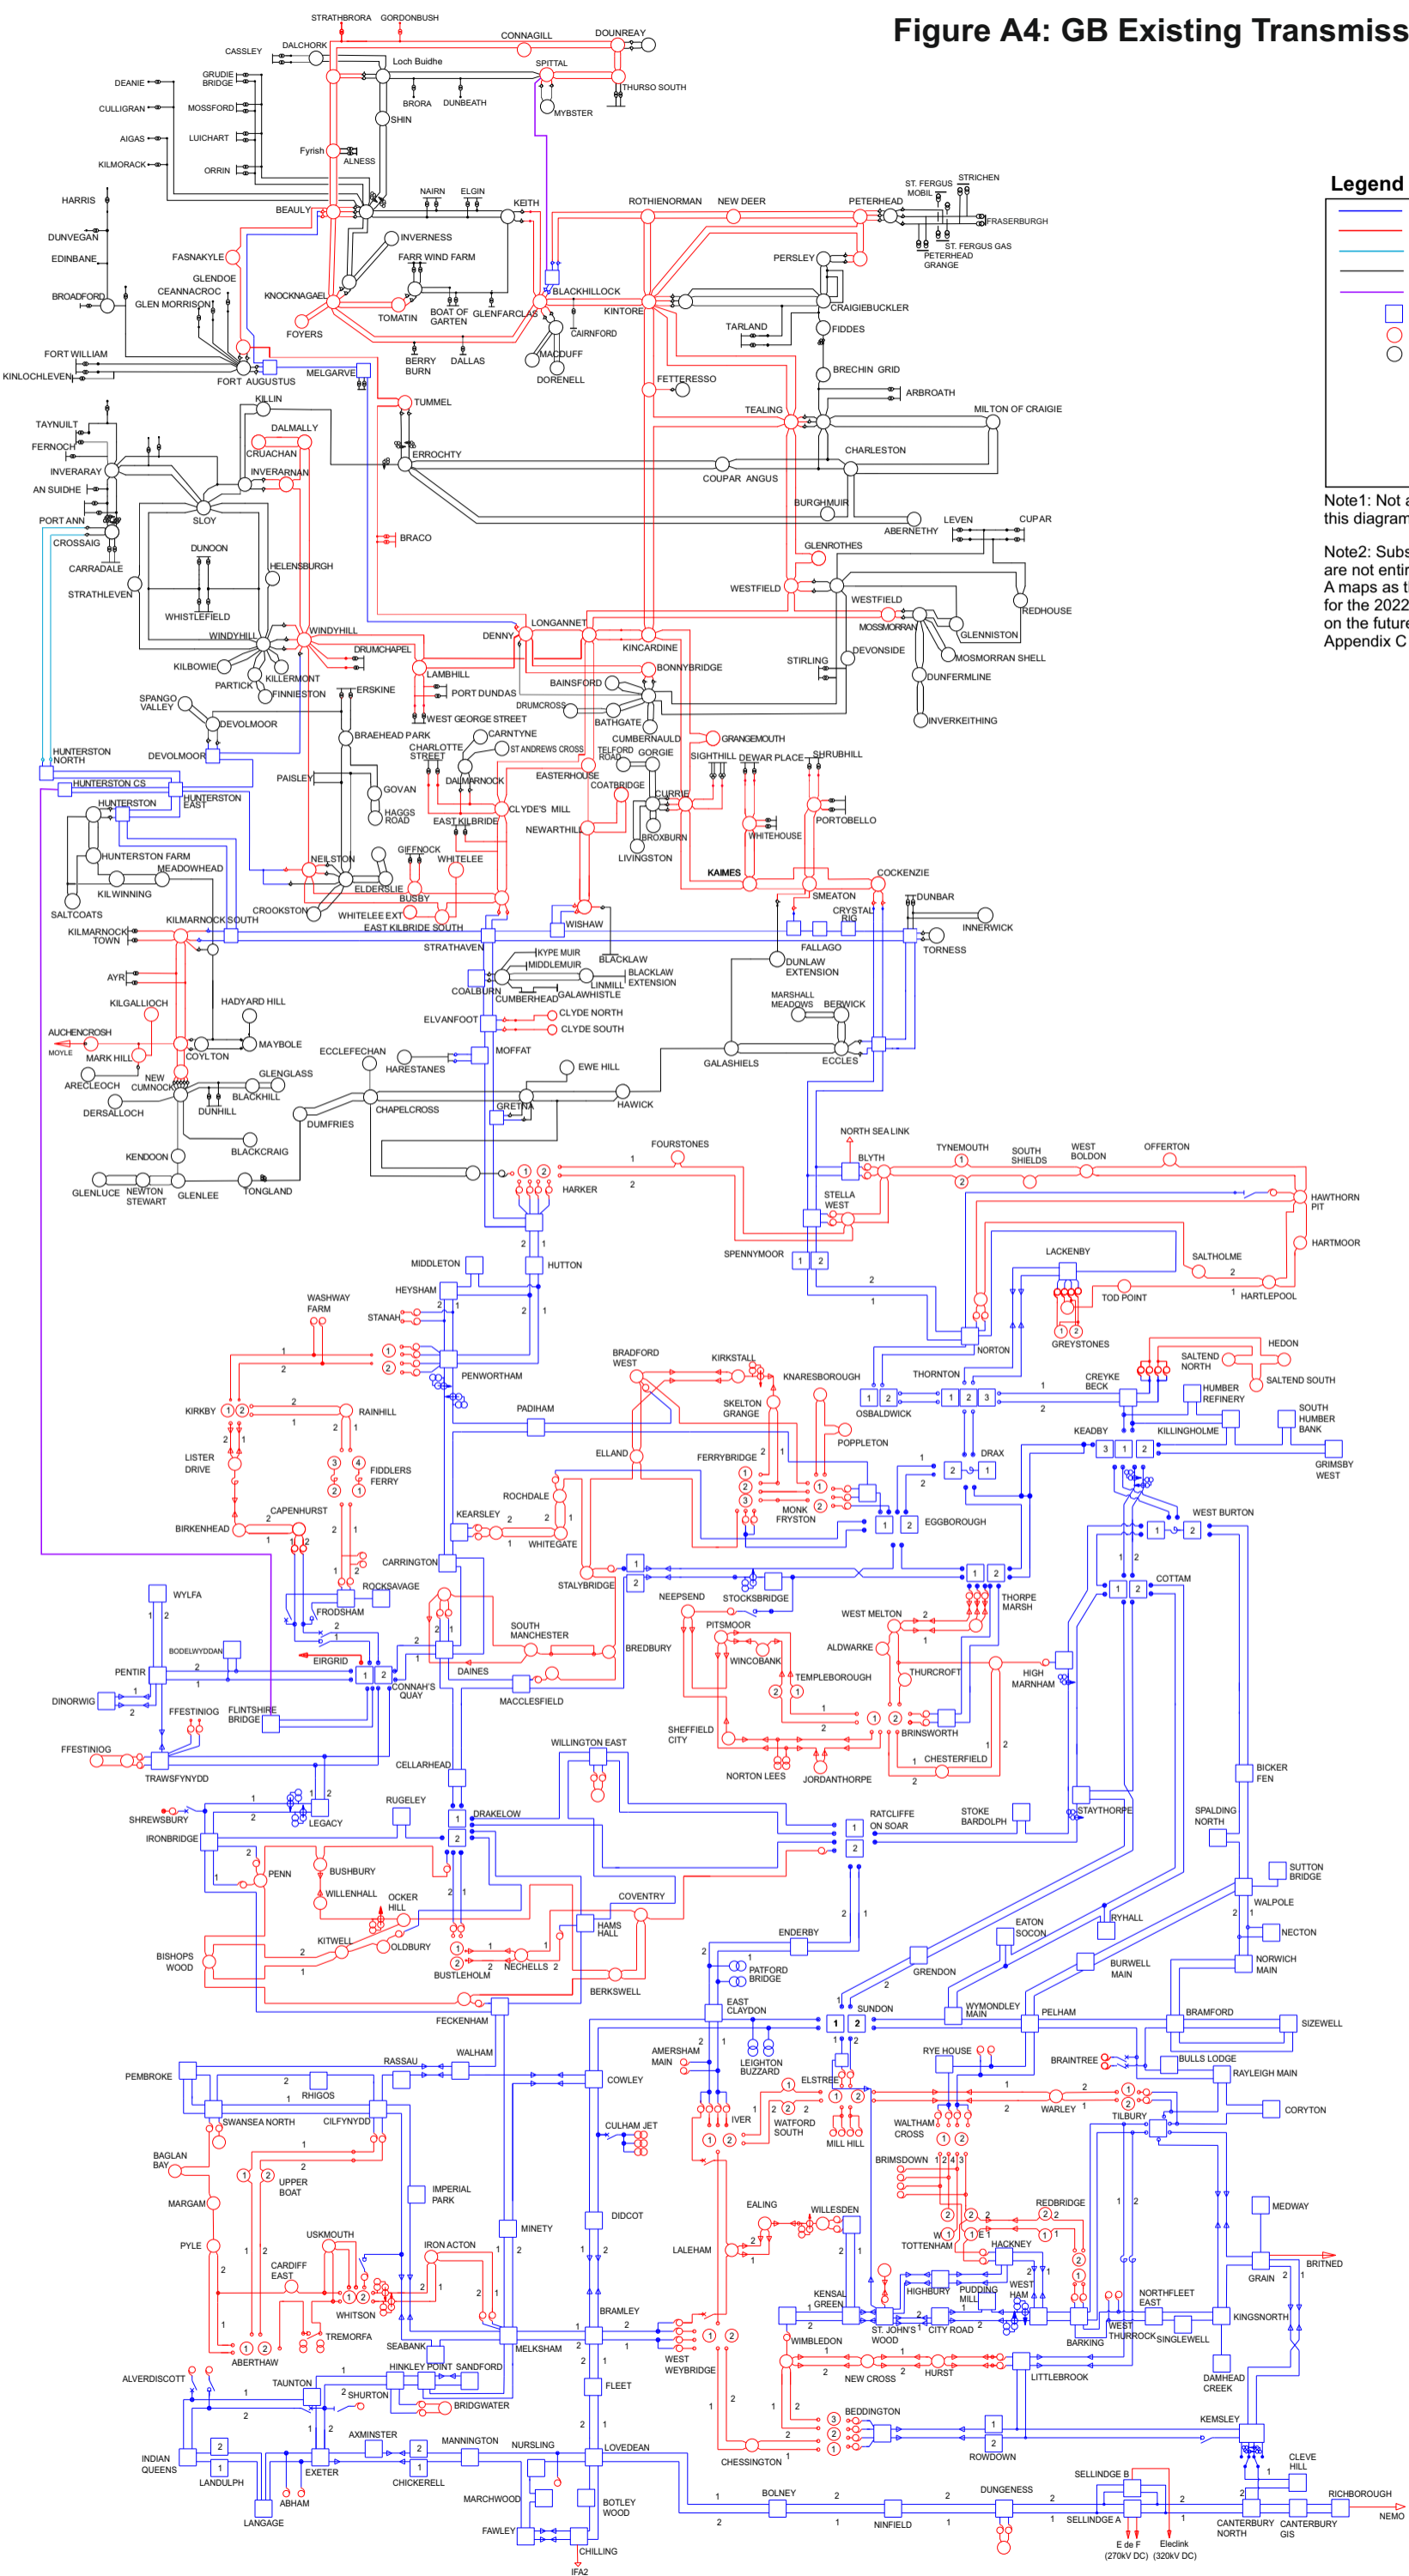 Figure A4: GB Existing Transmiss
STRATHBRORA
GORDONBUSH
CONNAGILL
DOUNREAY
CASSLEY
DALCHORK
Loch Buidhe
SPITTAL
DEANIE
GRUDIE
BRIDGE
THURSO SOUTH
CULLIGRAN
MOSSFORD
BRORA
DUNBEATH
MYBSTER
SHIN
AIGAS
LUICHART
Fyrish
ALNESS
KILMORACK
ORRIN
Legend
HARRIS
NAIRN
ELGIN
KEITH
ROTHIENORMAN
NEW DEER
PETERHEAD
ST. FERGUS
MOBIL
STRICHEN
BEAULY
FRASERBURGH
DUNVEGAN
INVERNESS
ST. FERGUS GAS
PETERHEAD
GRANGE
EDINBANE
FASNAKYLE
FARR WIND FARM
PERSLEY
GLENDOE
CEANNACROC
GLEN MORRISON
BROADFORD
KNOCKNAGAEL
BLACKHILLOCK
TOMATIN
BOAT OF
GARTEN
GLENFARCLAS
KINTORE
CRAIGIEBUCKLER
FOYERS
CAIRNFORD
TARLAND
FIDDES
FORT WILLIAM
BERRY
BURN
DALLAS
MACDUFF
DORENELL
KINLOCHLEVEN
FORT AUGUSTUS
MELGARVE
FETTERESSO
BRECHIN GRID
ARBROATH
KILLIN
TUMMEL
TEALING
MILTON OF CRAIGIE
TAYNUILT
DALMALLY
FERNOCH
CRUACHAN
ERROCHTY
CHARLESTON
INVERARAY
INVERARNAN
COUPAR ANGUS
AN SUIDHE
Note1: Not a
this diagram
PORT ANN
SLOY
BURGHMUIR
ABERNETHY
LEVEN
CUPAR
CROSSAIG
BRACO
CARRADALE
DUNOON
GLENROTHES
Note2: Subs
are not entir
A maps as th
for the 2022
on the future
Appendix C
HELENSBURGH
STRATHLEVEN
WESTFIELD
WESTFIELD
WHISTLEFIELD
REDHOUSE
MOSSMORRAN
GLENNISTON
WINDYHILL
WINDYHILL
DENNY
LONGANNET
KINCARDINE
DRUMCHAPEL
KILBOWIE
LAMBHILL
BONNYBRIDGE
STIRLING
DEVONSIDE
MOSMORRAN SHELL
KILLERMONT
PARTICK
FINNIESTON
PORT DUNDAS
BAINSFORD
DUNFERMLINE
SPANGO
VALLEY
ERSKINE
DRUMCROSS
WEST GEORGE STREET
BATHGATE
INVERKEITHING
DEVOLMOOR
CUMBERNAULD
BRAEHEAD PARK
CARNTYNE
GRANGEMOUTH
CHARLOTTE
STREET
ST ANDREWS CROSS
TELFORD
ROAD
GORGIE
SIGHTHILL
DEWAR PLACE
SHRUBHILL
DEVOLMOOR
HUNTERSTON
NORTH
PAISLEY
DALMARNOCK
EASTERHOUSE
HUNTERSTON CS
COATBRIDGE
HUNTERSTON
EAST
GOVAN
CURRIE
HUNTERSTON
CLYDE'S MILL
HAGGS
ROAD
EAST KILBRIDE
NEWARTHILL
BROXBURN
WHITEHOUSE
PORTOBELLO
HUNTERSTON FARM
MEADOWHEAD
NEILSTON
GIFFNOCK
WHITELEE
LIVINGSTON
KILWINNING
ELDERSLIE
BUSBY
KAIMES
SMEATON
COCKENZIE
SALTCOATS
CROOKSTON
WHITELEE EXT
DUNBAR
KILMARNOCK SOUTH
EAST KILBRIDE SOUTH
WISHAW
CRYSTAL
RIG
INNERWICK
KILMARNOCK
TOWN
STRATHAVEN
FALLAGO
TORNESS
KYPE MUIR
BLACKLAW
DUNLAW
EXTENSION
AYR
MIDDLEMUIR
BLACKLAW
EXTENSION
COALBURN
LINMILL
CUMBERHEAD
GALAWHISTLE
KILGALLIOCH
HADYARD HILL
MARSHALL
MEADOWS
BERWICK
ELVANFOOT
CLYDE NORTH
AUCHENCROSH
CLYDE SOUTH
MOYLE
MARK HILL
COYLTON
MAYBOLE
ECCLEFECHAN
MOFFAT
HARESTANES
GALASHIELS
ECCLES
ARECLEOCH
NEW
CUMNOCK
GLENGLASS
EWE HILL
BLACKHILL
DERSALLOCH
DUNHILL
CHAPELCROSS
GRETNA
HAWICK
DUMFRIES
BLACKCRAIG
KENDOON
NORTH SEA LINK
FOURSTONES
TYNEMOUTH
SOUTH
SHIELDS
WEST
BOLDON
OFFERTON
BLYTH
GLENLUCE
NEWTON
STEWART
GLENLEE
TONGLAND
HARKER
STELLA
WEST
HAWTHORN
PIT
SPENNYMOOR
HARTMOOR
MIDDLETON
HUTTON
LACKENBY
SALTHOLME
HEYSHAM
TOD POINT
HARTLEPOOL
WASHWAY
FARM
STANAH
NORTON
GREYSTONES
PENWORTHAM
BRADFORD
WEST
KIRKSTALL
HEDON
SALTEND
NORTH
THORNTON
CREYKE
BECK
SALTEND SOUTH
KNARESBOROUGH
OSBALDWICK
HUMBER
REFINERY
KIRKBY
RAINHILL
PADIHAM
SKELTON
GRANGE
SOUTH
HUMBER
BANK
POPPLETON
KEADBY
KILLINGHOLME
LISTER
DRIVE
FIDDLERS
FERRY
ELLAND
FERRYBRIDGE
DRAX
GRIMSBY
WEST
ROCHDALE
CAPENHURST
KEARSLEY
MONK
FRYSTON
EGGBOROUGH
WEST BURTON
BIRKENHEAD
WHITEGATE
CARRINGTON
STALYBRIDGE
COTTAM
WYLFA
ROCKSAVAGE
FRODSHAM
STOCKSBRIDGE
THORPE
MARSH
NEEPSEND
PITSMOOR
WEST MELTON
SOUTH
MANCHESTER
BODELWYDDAN
EIRGRID
BREDBURY
WINCOBANK
ALDWARKE
PENTIR
CONNAH'S
QUAY
DAINES
TEMPLEBOROUGH
THURCROFT
HIGH
MARNHAM
DINORWIG
MACCLESFIELD
FFESTINIOG
FLINTSHIRE
BRIDGE
SHEFFIELD
CITY
BRINSWORTH
FFESTINIOG
WILLINGTON EAST
CHESTERFIELD
TRAWSFYNYDD
CELLARHEAD
NORTON LEES
JORDANTHORPE
BICKER
FEN
SHREWSBURY
LEGACY
RUGELEY
DRAKELOW
RATCLIFFE
ON SOAR
STOKE
BARDOLPH
STAYTHORPE
SPALDING
NORTH
IRONBRIDGE
PENN
BUSHBURY
SUTTON
BRIDGE
WILLENHALL
OCKER
HILL
COVENTRY
WALPOLE
HAMS
HALL
EATON
SOCON
RYHALL
ENDERBY
NECTON
KITWELL
OLDBURY
BISHOPS
WOOD
NECHELLS
BUSTLEHOLM
GRENDON
BURWELL
MAIN
NORWICH
MAIN
PATFORD
BRIDGE
BERKSWELL
FECKENHAM
EAST
CLAYDON
SUNDON
WYMONDLEY
MAIN
PELHAM
BRAMFORD
SIZEWELL
RASSAU
WALHAM
AMERSHAM
MAIN
LEIGHTON
BUZZARD
RYE HOUSE
BRAINTREE
BULLS LODGE
PEMBROKE
RHIGOS
COWLEY
ELSTREE
RAYLEIGH MAIN
SWANSEA NORTH
CILFYNYDD
CULHAM JET
IVER
WATFORD
SOUTH
MILL HILL
WALTHAM
CROSS
WARLEY
TILBURY
CORYTON
BAGLAN
BAY
UPPER
BOAT
BRIMSDOWN
MARGAM
IMPERIAL
PARK
DIDCOT
EALING
WILLESDEN
REDBRIDGE
MEDWAY
USKMOUTH
MINETY
TOTTENHAM
HACKNEY
PYLE
CARDIFF
EAST
IRON ACTON
LALEHAM
GRAIN
BRITNED
WHITSON
BRAMLEY
KENSAL
GREEN
HIGHBURY
PUDDING
MILL
WEST
HAM
NORTHFLEET
EAST
KINGSNORTH
TREMORFA
ABERTHAW
SEABANK
MELKSHAM
WEST
WEYBRIDGE
WIMBLEDON
ST. JOHN'S
WOOD
CITY ROAD
BARKING
WEST
THURROCK
SINGLEWELL
ALVERDISCOTT
TAUNTON
HINKLEY POINT
SANDFORD
FLEET
NEW CROSS
HURST
LITTLEBROOK
DAMHEAD
CREEK
SHURTON
BRIDGWATER
BEDDINGTON
KEMSLEY
AXMINSTER
MANNINGTON
NURSLING
LOVEDEAN
CHESSINGTON
ROWDOWN
CLEVE
HILL
INDIAN
QUEENS
LANDULPH
EXETER
CHICKERELL
ABHAM
MARCHWOOD
BOTLEY
WOOD
BOLNEY
DUNGENESS
SELLINDGE B
RICHBOROUGH
LANGAGE
FAWLEY
NINFIELD
SELLINDGE A
CANTERBURY
NORTH
CANTERBURY
GIS
NEMO
CHILLING
E de F
(270kV DC)
Eleclink
(320kV DC)
IFA2